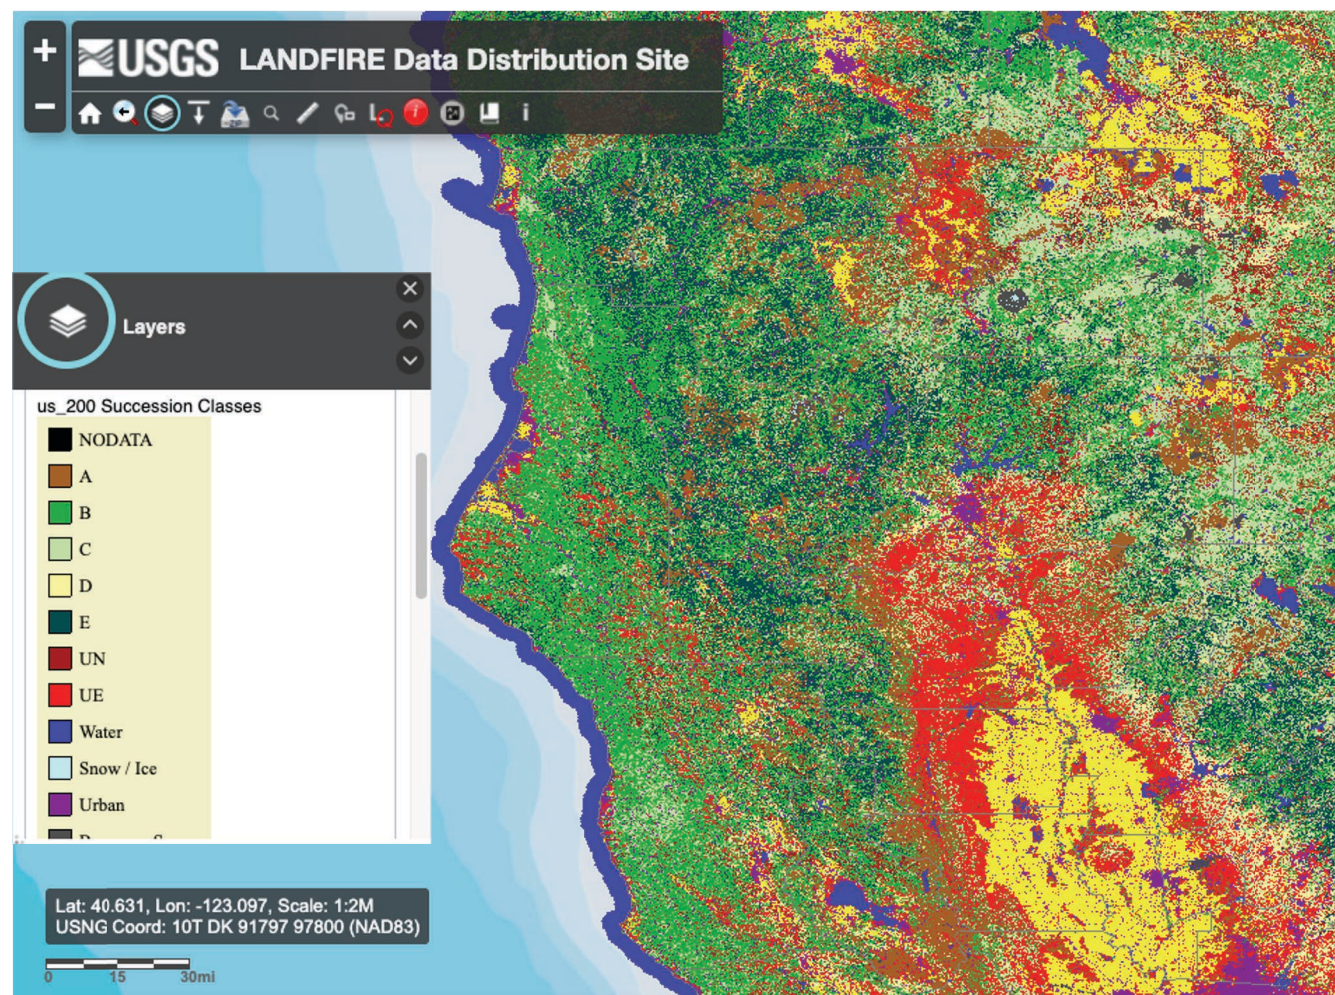 USGS LANDFIRE Data Distribution Site
Layers
us_200 Succession Classes
NODATA
A
B
C
D
E
UN
UE
Water
Snow / Ice
Urban
Lat: 40.631, Lon: -123.097, Scale: 1:2M
USNG Coord: 10T DK 91797 97800 (NAD83)
0 15 30mi